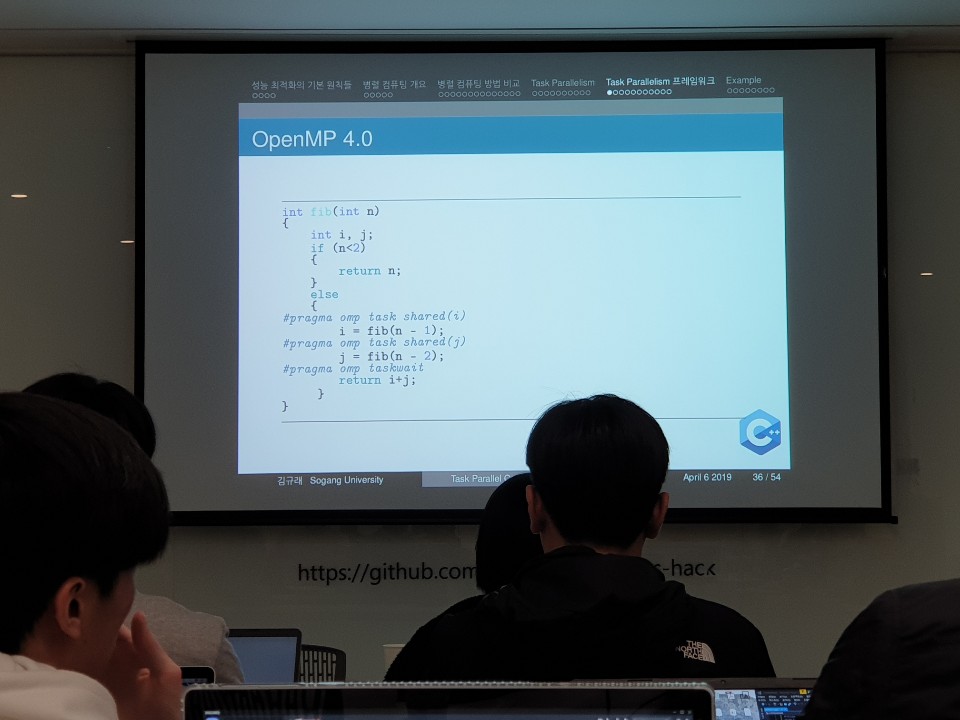 성능 최적화의 기본 원칙들 병렬 컴퓨팅 개요 병렬 컴퓨팅 방법 비교 Task Parallelism Task Parallelism 프레임워크 Example
OpenMP 4.0
int fib(int n)
{
int i, j;
if (n<2)
{
return n;
}
else
{
#pragma omp task shared(i)
i = fib(n - 1);
#pragma omp task shared(j)
j = fib(n - 2);
#pragma omp taskwait
return i+j;
}
}
C++
김규래 Sogang University Task Parallel April 6 2019 36 / 54
https://github.com s-hack
THE
NORTH
FACE